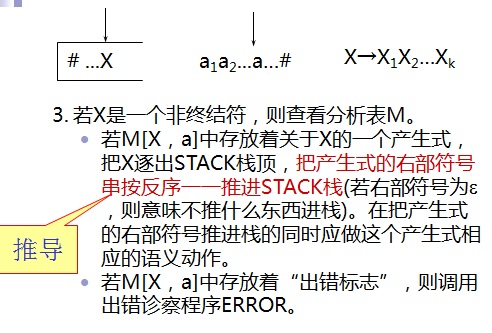 # ...X
a₁a₂...a...#
X→X₁X₂...Xₖ
3. 若X是一个非终结符，则查看分析表M。
若M[X，a]中存放着关于X的一个产生式，
把X逐出STACK栈顶，把产生式的右部符号
串按反序一一推进STACK栈(若右部符号为ε
，则意味不推什么东西进栈)。在把产生式
的右部符号推进栈的同时应做这个产生式相
应的语义动作。
推导
若M[X，a]中存放着“出错标志”，则调用
出错诊察程序ERROR。